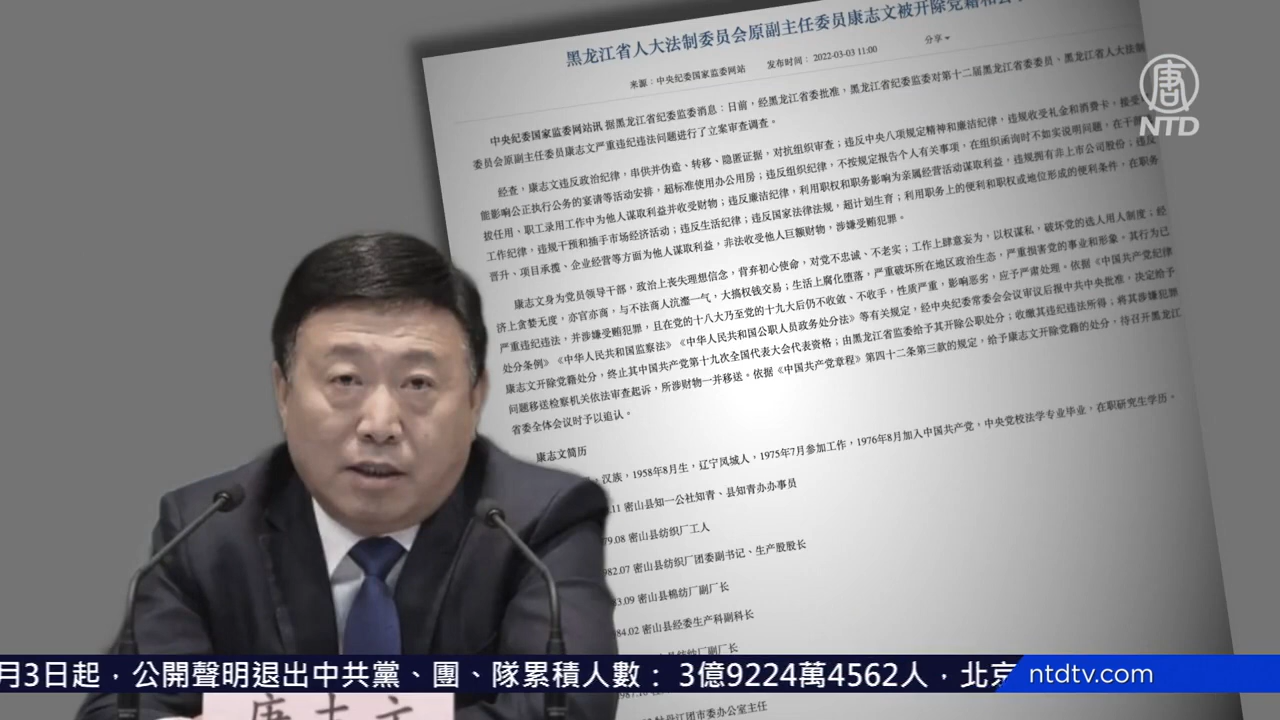 黑龙江省人大法制委员会原副主任委员康志文被开除党籍和公
来源：中央纪委国家监委网站 发布时间：2022-03-03 11:00 分享
唐
NTD
中央纪委国家监委网站讯 据黑龙江省纪委监委消息：日前，经黑龙江省委批准，黑龙江省纪委监委对第十二届黑龙江省委委员、黑龙江省人大法制
委员会原副主任委员康志文严重违纪违法问题进行了立案审查调查。
经查，康志文违反政治纪律，串供并伪造、转移、隐匿证据，对抗组织审查；违反中央八项规定精神和廉洁纪律，违规收受礼金和消费卡，接受
能影响公正执行公务的宴请等活动安排，超标准使用办公用房；违反组织纪律，不按规定报告个人有关事项，在组织函询时不如实说明问题，在干部
拔任用、职工录用工作中为他人谋取利益并收受财物；违反廉洁纪律，利用职权和职务影响为亲属经营活动谋取利益，违规拥有非上市公司股份；违反
工作纪律，违规干预和插手市场经济活动；违反生活纪律；违反国家法律法规，超计划生育；利用职务上的便利和职权或地位形成的便利条件，在职务
晋升、项目承揽、企业经营等方面为他人谋取利益，非法收受他人巨额财物，涉嫌受贿犯罪。
康志文身为党员领导干部，政治上丧失理想信念，背弃初心使命，对党不忠诚、不老实；工作上肆意妄为，以权谋私，破坏党的选人用人制度；经
济上贪婪无度，亦官亦商，与不法商人沆瀣一气，大搞权钱交易；生活上腐化堕落，严重破坏所在地区政治生态，严重损害党的事业和形象。其行为已
严重违纪违法，并涉嫌受贿犯罪，且在党的十八大乃至党的十九大后仍不收敛、不收手，性质严重，影响恶劣，应予严肃处理。依据《中国共产党纪律
处分条例》《中华人民共和国监察法》《中华人民共和国公职人员政务处分法》等有关规定，经中央纪委常委会会议审议后报中共中央批准，决定给予
康志文开除党籍处分，终止其中国共产党第十九次全国代表大会代表资格；由黑龙江省监委给予其开除公职处分；收缴其违纪违法所得；将其涉嫌犯罪
问题移送检察机关依法审查起诉，所涉财物一并移送。依据《中国共产党章程》第四十二条第三款的规定，给予康志文开除党籍的处分，待召开黑龙江
省委全体会议时予以追认。
康志文简历
汉族，1958年8月生，辽宁凤城人，1975年7月参加工作，1976年8月加入中国共产党，中央党校法学专业毕业，在职研究生学历。
.11 密山县知一公社知青、县知青办办事员
79.08 密山县纺织厂工人
982.07 密山县纺织厂团委副书记、生产股股长
3.09 密山县棉纺厂副厂长
84.02 密山县经委生产科副科长
副厂长
牡丹江团市委办公室主任
月3日起，公開聲明退出中共黨、團、隊累積人數： 3億9224萬4562人，北京
ntdtv.com
康志文